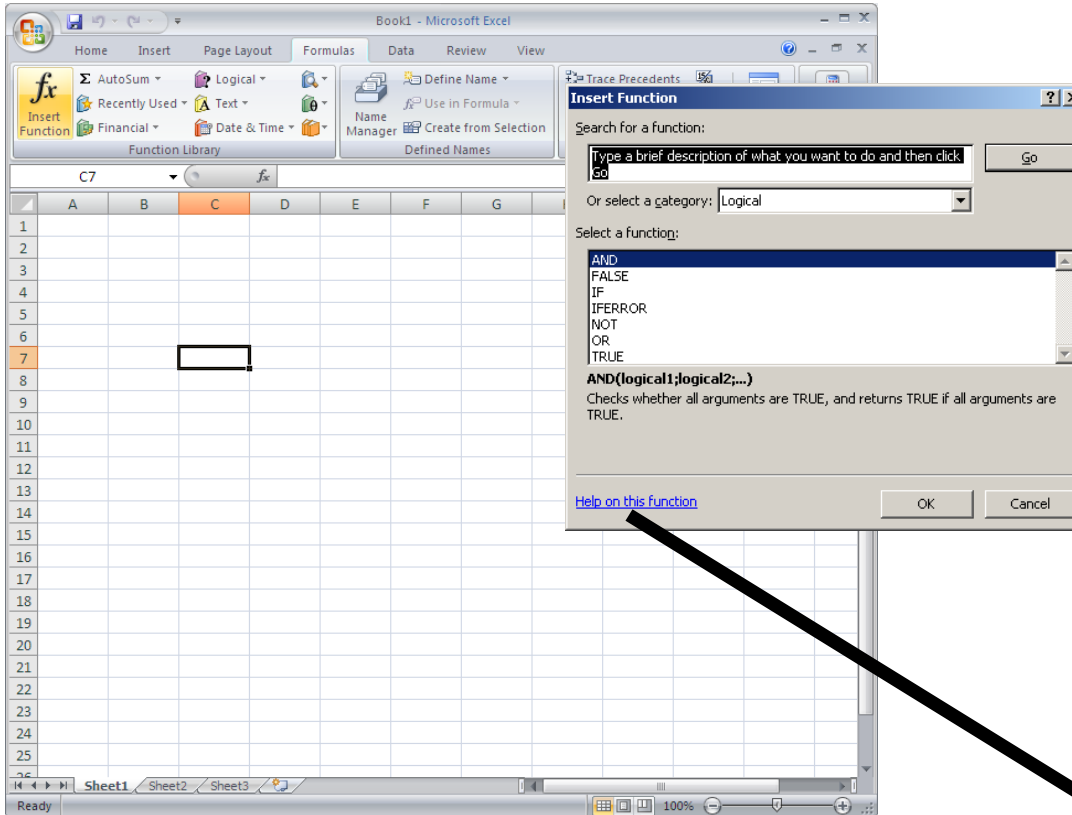 Book1 - Microsoft Excel
Home Insert Page Layout Formulas Data Review View
fx Insert Function
Σ AutoSum
Recently Used
Financial
Logical
A Text
Date & Time
θ
Function Library
Name Manager
Define Name
fx Use in Formula
Create from Selection
Defined Names
Trace Precedents
C7 fx
A B C D E F G
1
2
3
4
5
6
7
8
9
10
11
12
13
14
15
16
17
18
19
20
21
22
23
24
25
26
Sheet1 Sheet2 Sheet3
Ready 100%
Insert Function
?
Search for a function:
Type a brief description of what you want to do and then click
Go
Go
Or select a category: Logical
Select a function:
AND
FALSE
IF
IFERROR
NOT
OR
TRUE
AND(logical1;logical2;...)
Checks whether all arguments are TRUE, and returns TRUE if all arguments are
TRUE.
Help on this function
OK Cancel